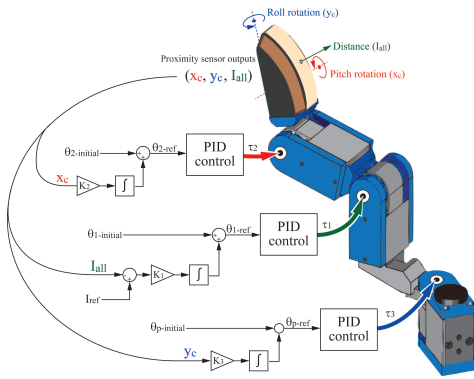 Roll rotation (yc)
Distance (Iall)
Proximity sensor outputs
(xc, yc, Iall)
Pitch rotation (xc)
θ2-initial
+
+
θ2-ref
PID
control
τ2
xc
K2
∫
θ1-initial
+
+
θ1-ref
PID
control
τ1
Iall
+
-
K1
∫
Iref
θp-initial
θp-ref
PID
control
τ3
yc
K3
∫